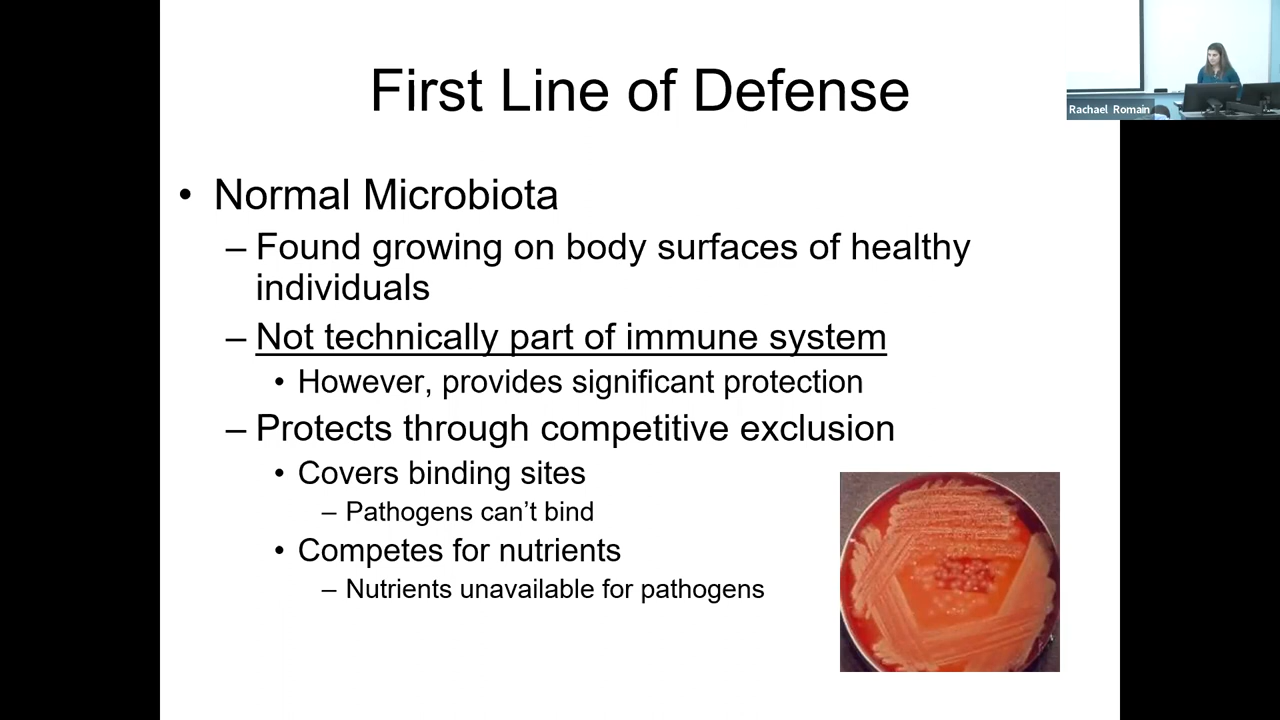 First Line of Defense
Rachael Romain
• Normal Microbiota
– Found growing on body surfaces of healthy
individuals
– Not technically part of immune system
• However, provides significant protection
– Protects through competitive exclusion
• Covers binding sites
– Pathogens can’t bind
• Competes for nutrients
– Nutrients unavailable for pathogens